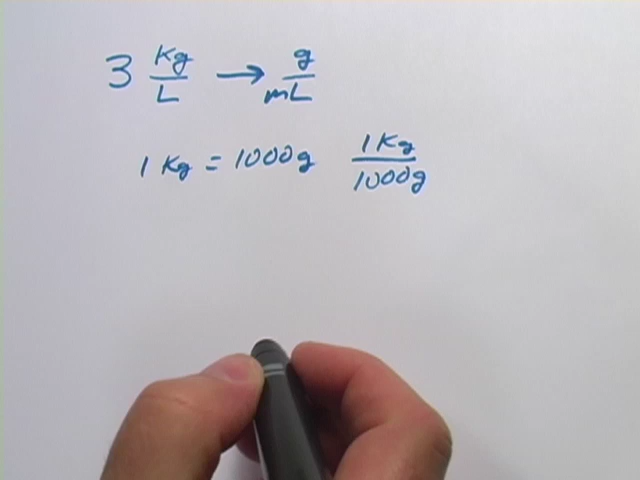 3 Kg/L → g/mL
1 Kg = 1000g 1 Kg/1000g